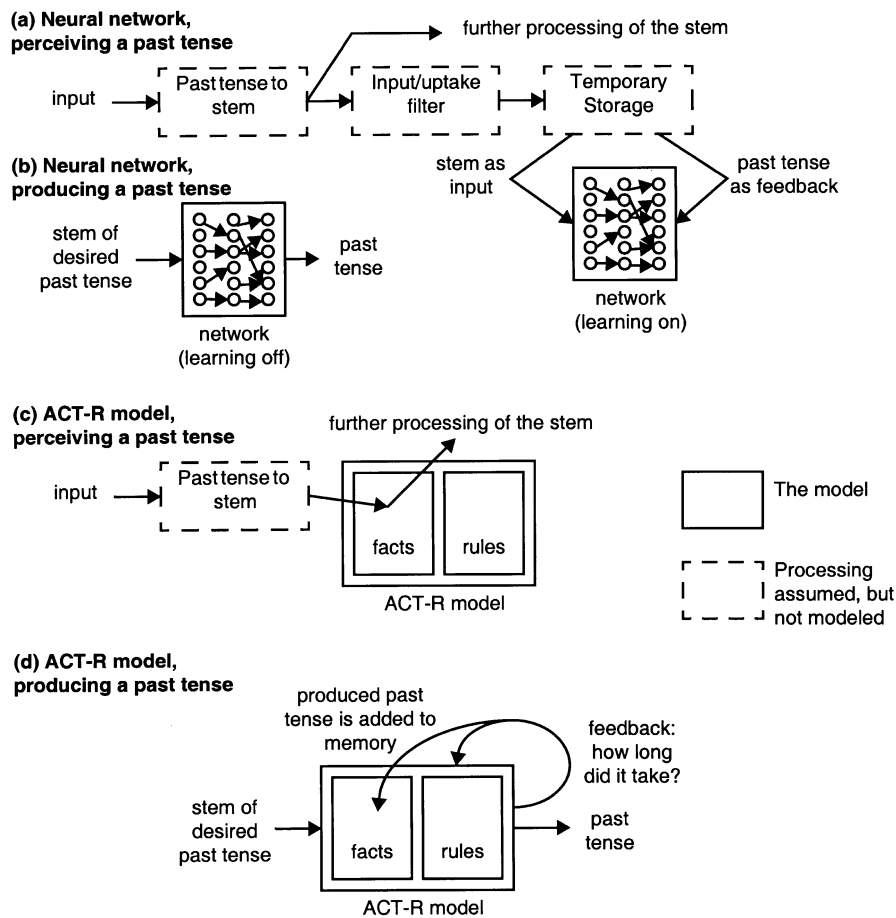 (a) Neural network,
perceiving a past tense
further processing of the stem
input
Past tense to
stem
Input/uptake
filter
Temporary
Storage
(b) Neural network,
producing a past tense
stem as
input
past tense
as feedback
stem of
desired
past tense
past
tense
network
(learning off)
network
(learning on)
(c) ACT-R model,
perceiving a past tense
further processing of the stem
input
Past tense to
stem
facts
rules
ACT-R model
The model
Processing
assumed, but
not modeled
(d) ACT-R model,
producing a past tense
produced past
tense is added to
memory
feedback:
how long
did it take?
stem of
desired
past tense
facts
rules
past
tense
ACT-R model